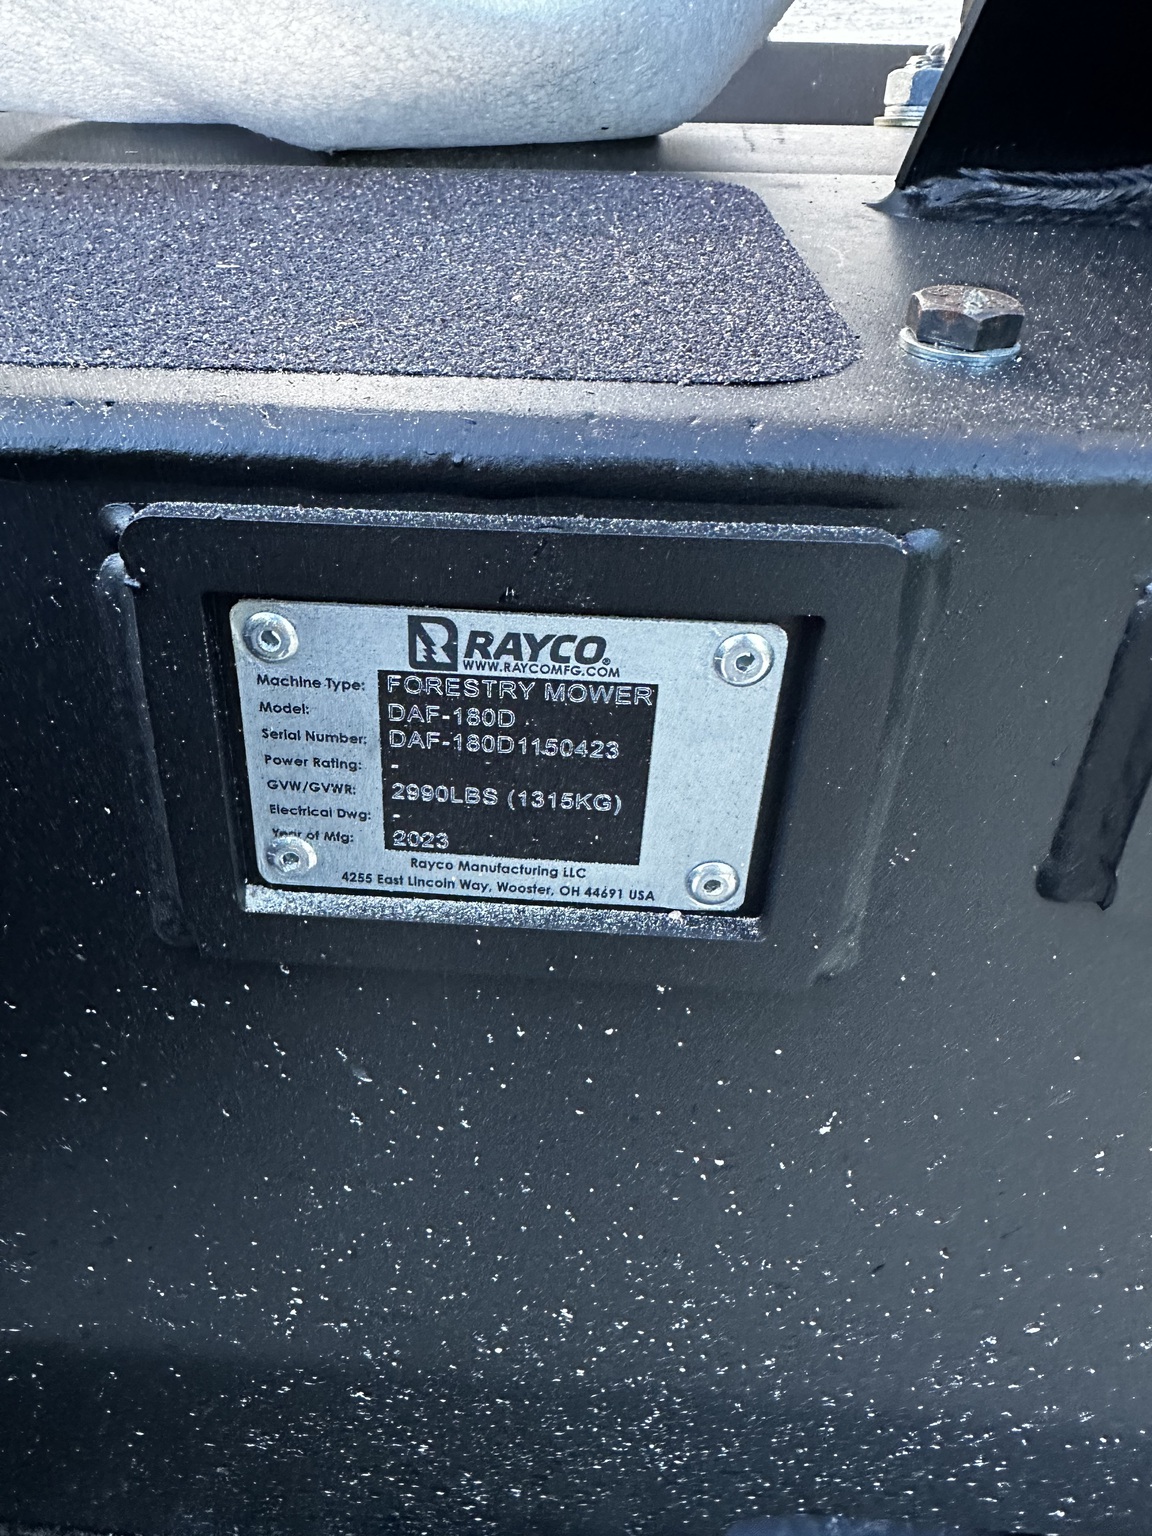 RAYCO®
WWW.RAYCOMFG.COM
Machine Type: FORESTRY MOWER
Model: DAF-180D
Serial Number: DAF-180D1150423
Power Rating: -
GVW/GVWR: 2990LBS (1315KG)
Electrical Dwg: -
Year of Mfg: 2023
Rayco Manufacturing LLC
4255 East Lincoln Way, Wooster, OH 44691 USA